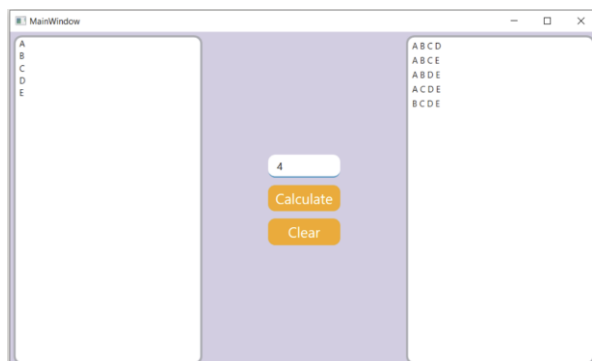 MainWindow
A
B
C
D
E
4
Calculate
Clear
A B C D
A B C E
A B D E
A C D E
B C D E